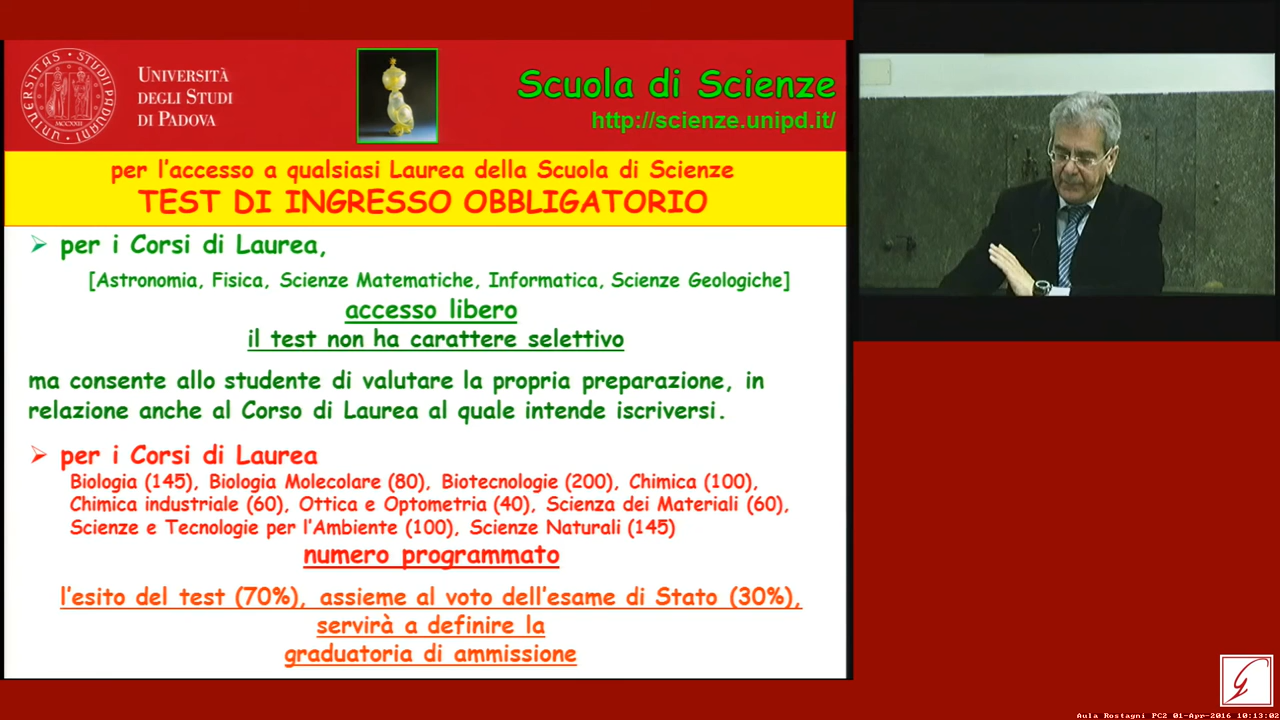 UNIVERSITÀ
DEGLI STUDI
DI PADOVA
Scuola di Scienze
http://scienze.unipd.it/
per l'accesso a qualsiasi Laurea della Scuola di Scienze
TEST DI INGRESSO OBBLIGATORIO
per i Corsi di Laurea,
[Astronomia, Fisica, Scienze Matematiche, Informatica, Scienze Geologiche]
accesso libero
il test non ha carattere selettivo
ma consente allo studente di valutare la propria preparazione, in
relazione anche al Corso di Laurea al quale intende iscriversi.
per i Corsi di Laurea
Biologia (145), Biologia Molecolare (80), Biotecnologie (200), Chimica (100),
Chimica industriale (60), Ottica e Optometria (40), Scienza dei Materiali (60),
Scienze e Tecnologie per l'Ambiente (100), Scienze Naturali (145)
numero programmato
l'esito del test (70%), assieme al voto dell'esame di Stato (30%),
servirà a definire la
graduatoria di ammissione
Aula Rostagni PC2 01-Apr-2016 10:13:02